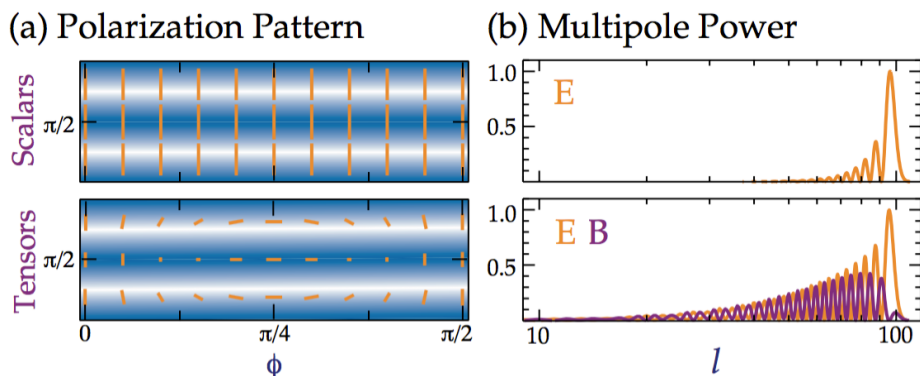 (a) Polarization Pattern
(b) Multipole Power
Scalars
π/2
E
1.0
0.5
Tensors
π/2
0
π/4
π/2
ϕ
E B
1.0
0.5
10
100
l